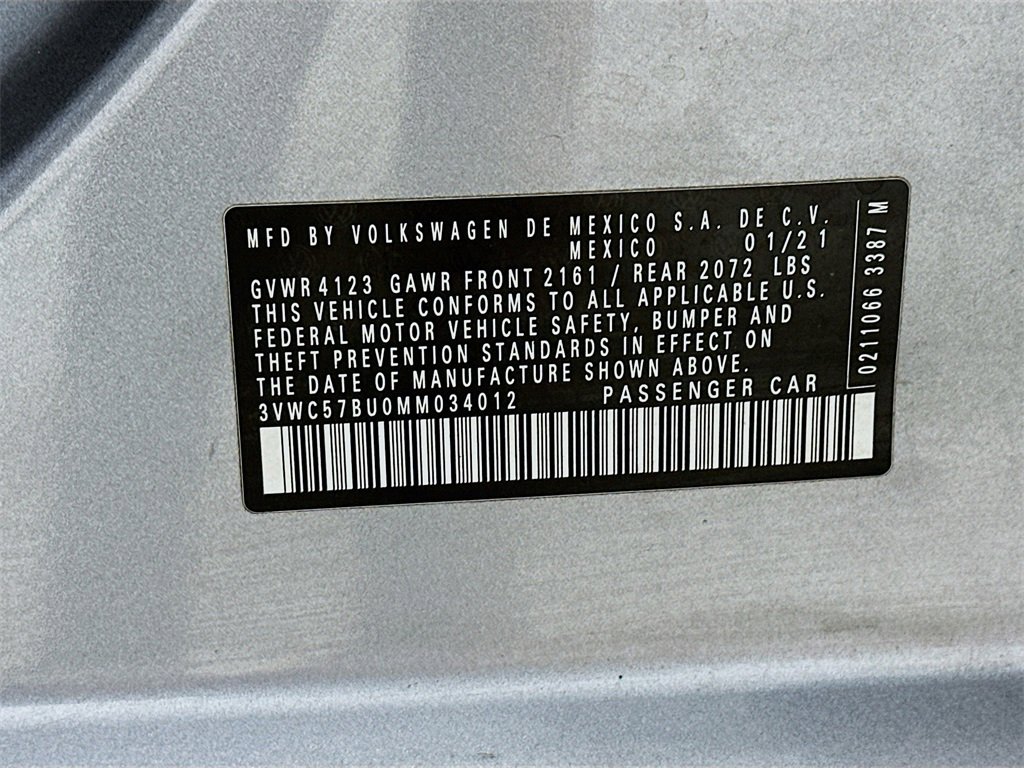 MFD BY VOLKSWAGEN DE MEXICO S.A. DE C.V.
MEXICO 01/21
GVWR 4123 GAWR FRONT 2161 / REAR 2072 LBS
THIS VEHICLE CONFORMS TO ALL APPLICABLE U.S.
FEDERAL MOTOR VEHICLE SAFETY, BUMPER AND
THEFT PREVENTION STANDARDS IN EFFECT ON
THE DATE OF MANUFACTURE SHOWN ABOVE.
3VWC57BU0MM034012 PASSENGER CAR
0211066 3387 M